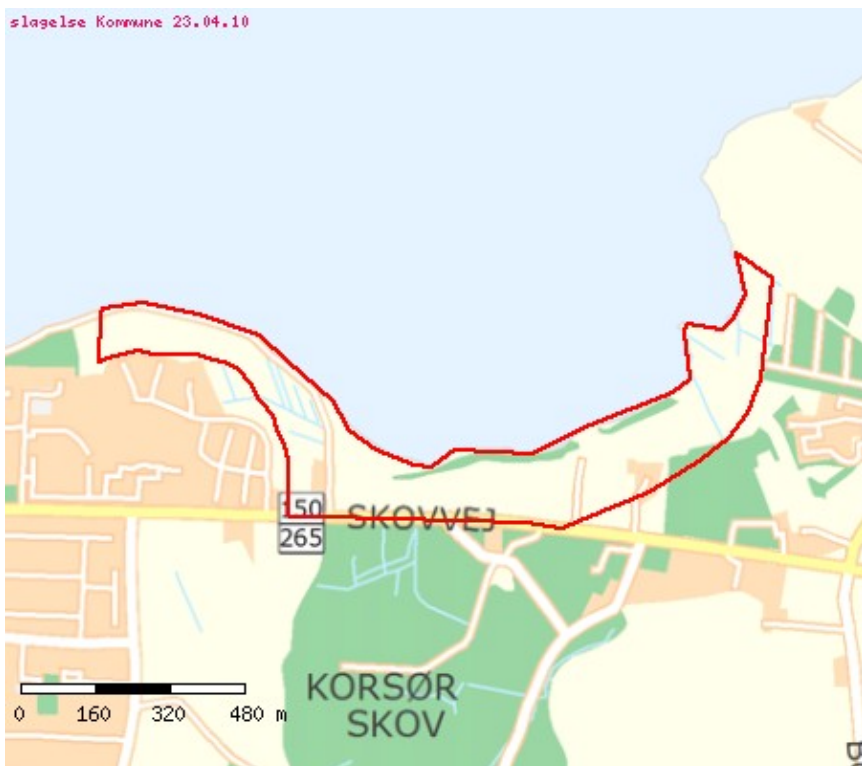 slagelse Kommune 23.04.10
150
SKOVVEJ
265
KORSØR
SKOV
0 160 320 480 m